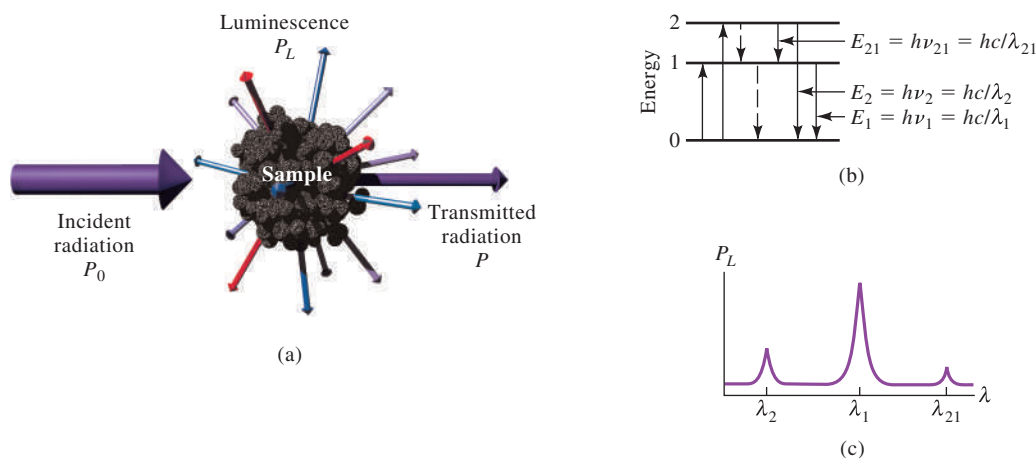 Luminescence
P_L
Sample
Incident
radiation
P_0
Transmitted
radiation
P
(a)
Energy
2
1
0
E_21 = hν_21 = hc/λ_21
E_2 = hν_2 = hc/λ_2
E_1 = hν_1 = hc/λ_1
(b)
P_L
λ_2 λ_1 λ_21 λ
(c)